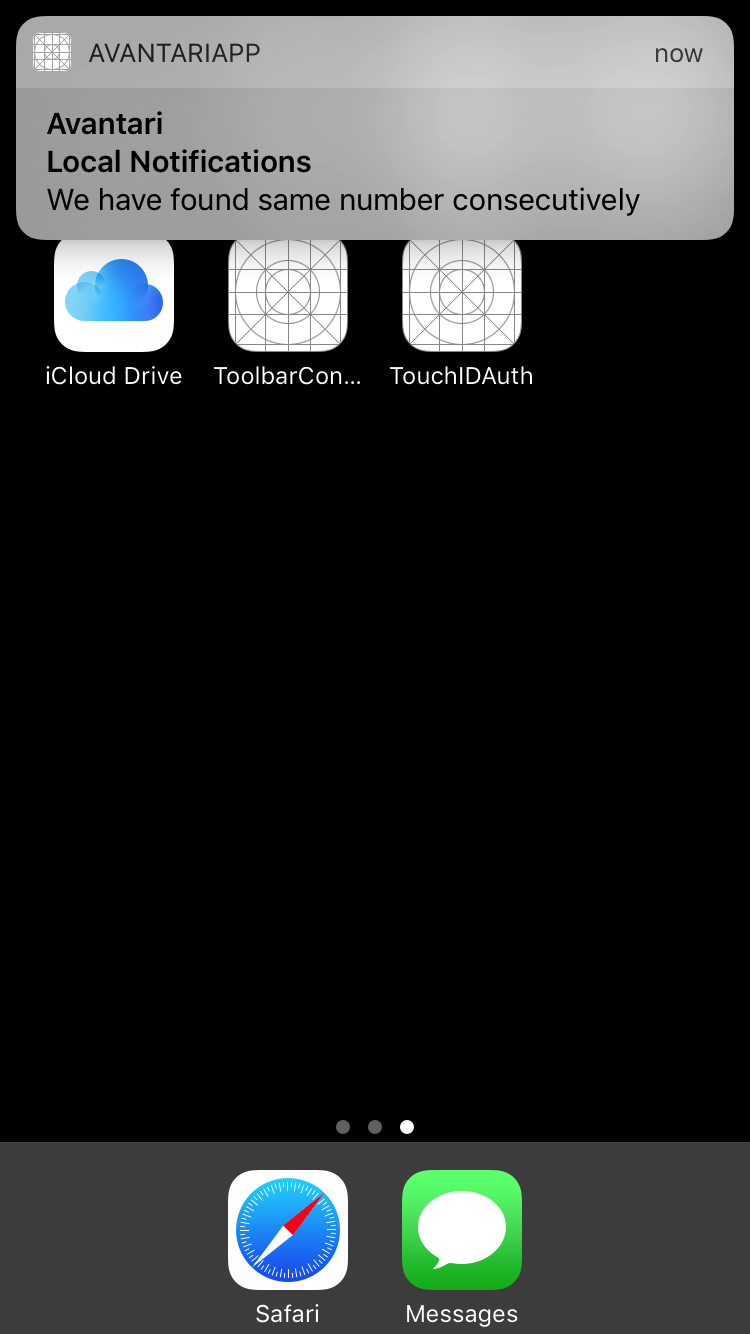 AVANTARIAPP now
Avantari
Local Notifications
We have found same number consecutively
iCloud Drive ToolbarCon... TouchIDAuth
Safari Messages